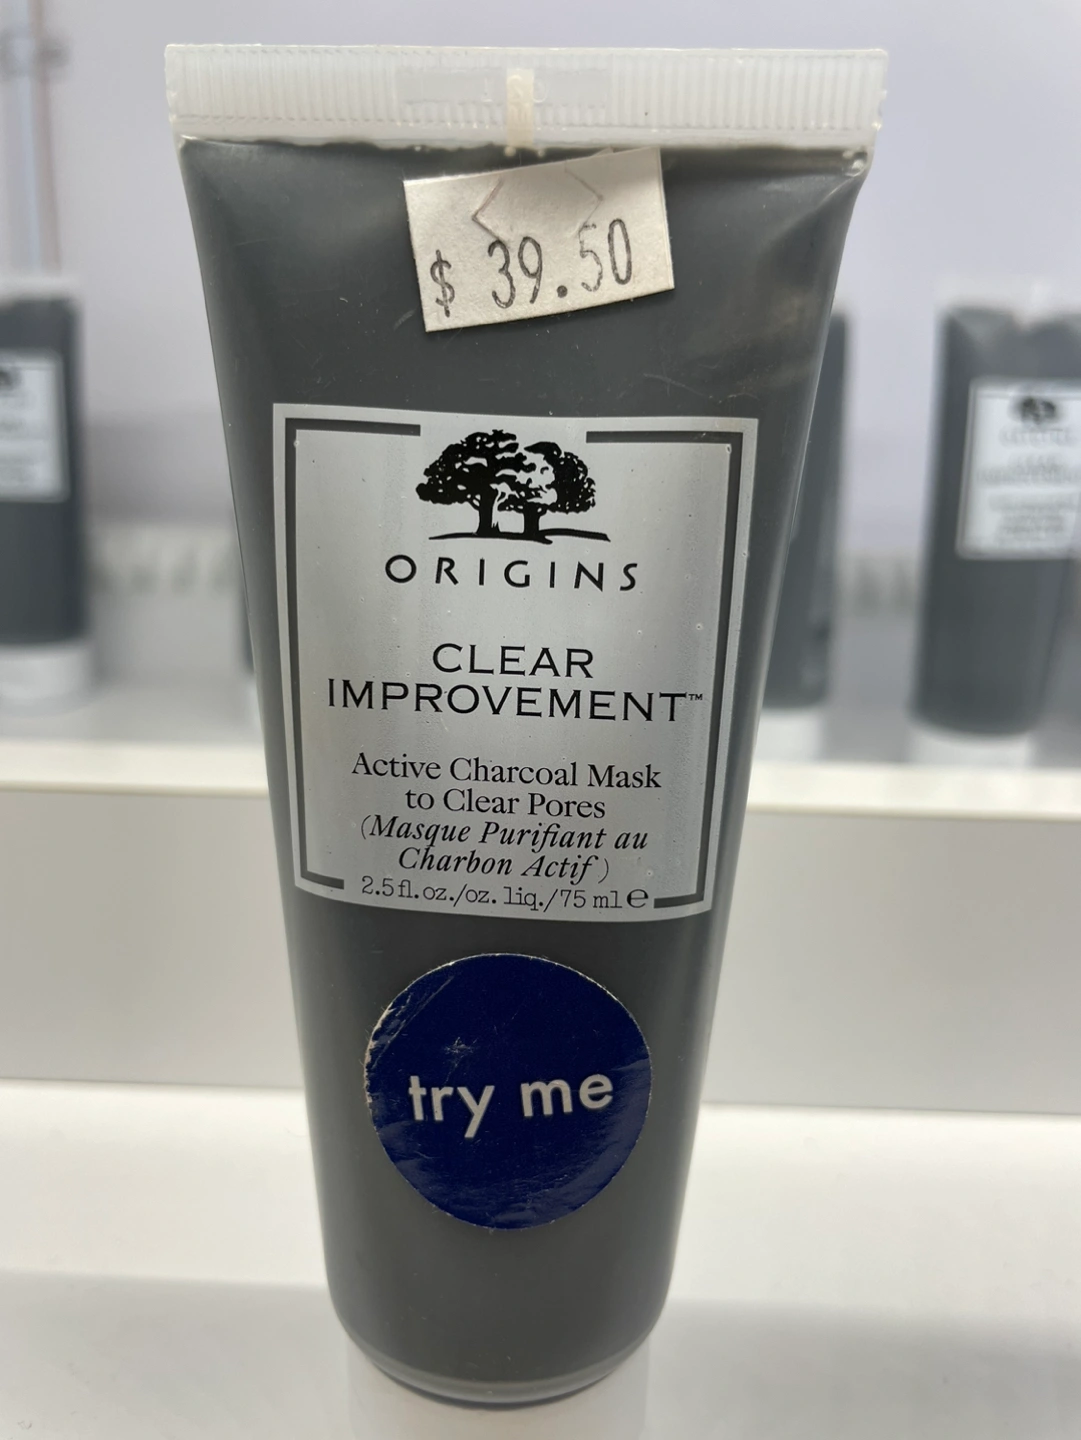 $ 39.50
ORIGINS
CLEAR
IMPROVEMENT™
Active Charcoal Mask
to Clear Pores
(Masque Purifiant au
Charbon Actif)
2.5 fl. oz./oz. liq./75 ml ℮
try me